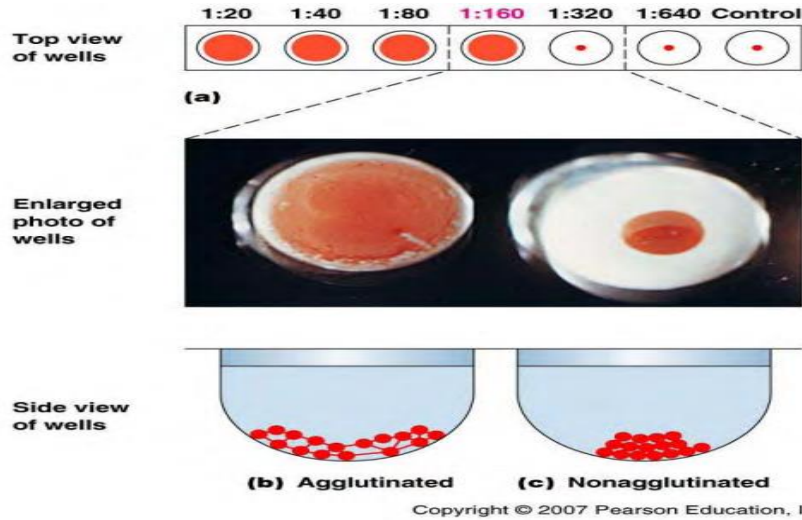 1:20 1:40 1:80 1:160 1:320 1:640 Control
Top view
of wells
(a)
Enlarged
photo of
wells
Side view
of wells
(b) Agglutinated
(c) Nonagglutinated
Copyright © 2007 Pearson Education,